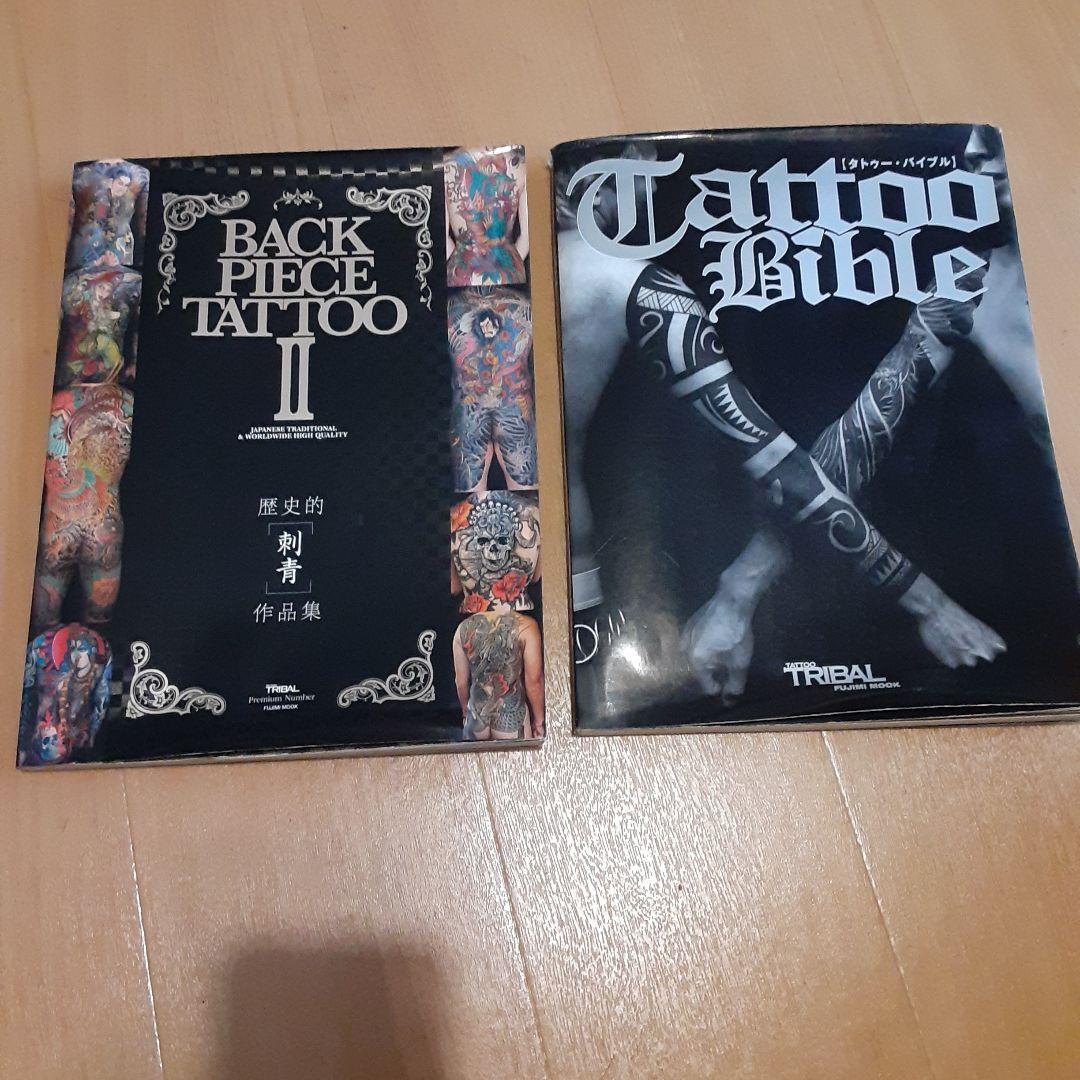 BACK
PIECE
TATTOO
II
JAPANESE TRADITIONAL
& WORLDWIDE HIGH QUALITY
歴史的
[刺青]
作品集
TRIBAL
Premium Number
FUJIMI MOOK
[タトゥー・バイブル]
Tattoo
Bible
TATTOO
TRIBAL
FUJIMI MOOK